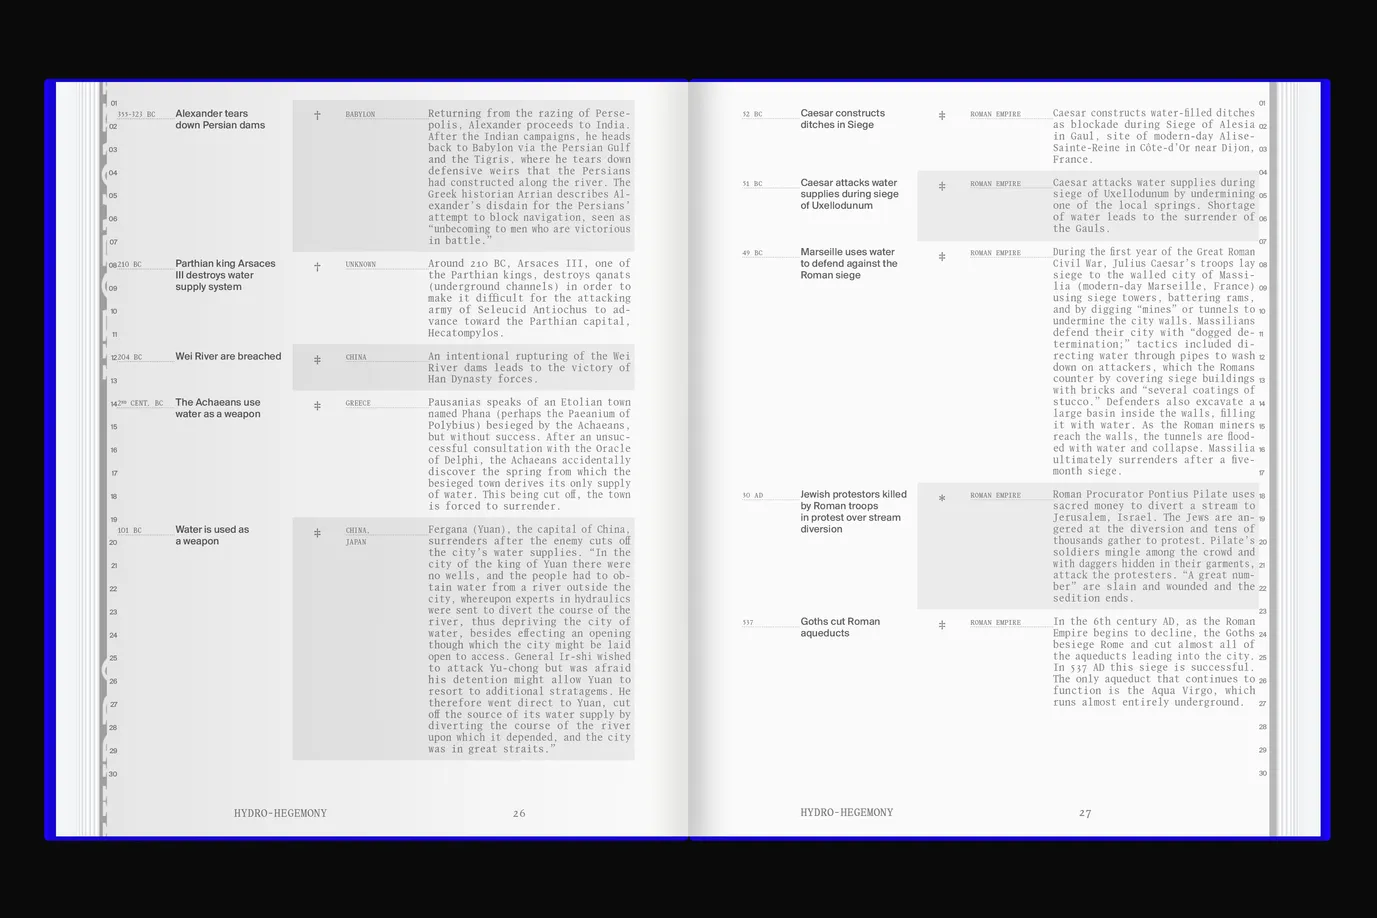 01
02
03
04
05
06
07
08
09
10
11
12
13
14
15
16
17
18
19
20
21
22
23
24
25
26
27
28
29
30
355-323 BC
Alexander tears
down Persian dams
†
BABYLON
Returning from the razing of Perse-
polis, Alexander proceeds to India.
After the Indian campaigns, he heads
back to Babylon via the Persian Gulf
and the Tigris, where he tears down
defensive weirs that the Persians
had constructed along the river. The
Greek historian Arrian describes Al-
exander's disdain for the Persians'
attempt to block navigation, seen as
“unbecoming to men who are victorious
in battle.”
210 BC
Parthian king Arsaces
III destroys water
supply system
†
UNKNOWN
Around 210 BC, Arsaces III, one of
the Parthian kings, destroys qanats
(underground channels) in order to
make it difficult for the attacking
army of Seleucid Antiochus to ad-
vance toward the Parthian capital,
Hecatompylos.
204 BC
Wei River are breached
‡
CHINA
An intentional rupturing of the Wei
River dams leads to the victory of
Han Dynasty forces.
2ᴺᴰ CENT. BC
The Achaeans use
water as a weapon
‡
GREECE
Pausanias speaks of an Etolian town
named Phana (perhaps the Paeanium of
Polybius) besieged by the Achaeans,
but without success. After an unsuc-
cessful consultation with the Oracle
of Delphi, the Achaeans accidentally
discover the spring from which the
besieged town derives its only supply
of water. This being cut off, the town
is forced to surrender.
101 BC
Water is used as
a weapon
‡
CHINA,
JAPAN
Fergana (Yuan), the capital of China,
surrenders after the enemy cuts off
the city's water supplies. “In the
city of the king of Yuan there were
no wells, and the people had to ob-
tain water from a river outside the
city, whereupon experts in hydraulics
were sent to divert the course of the
river, thus depriving the city of
water, besides effecting an opening
though which the city might be laid
open to access. General Ir-shi wished
to attack Yu-chong but was afraid
his detention might allow Yuan to
resort to additional stratagems. He
therefore went direct to Yuan, cut
off the source of its water supply by
diverting the course of the river
upon which it depended, and the city
was in great straits.”
HYDRO-HEGEMONY
26
52 BC
Caesar constructs
ditches in Siege
‡
ROMAN EMPIRE
Caesar constructs water-filled ditches
as blockade during Siege of Alesia
in Gaul, site of modern-day Alise-
Sainte-Reine in Côte-d'Or near Dijon,
France.
51 BC
Caesar attacks water
supplies during siege
of Uxellodunum
‡
ROMAN EMPIRE
Caesar attacks water supplies during
siege of Uxelodunum by undermining
one of the local springs. Shortage
of water leads to the surrender of
the Gauls.
49 BC
Marseille uses water
to defend against the
Roman siege
‡
ROMAN EMPIRE
During the first year of the Great Roman
Civil War, Julius Caesar's troops lay
siege to the walled city of Massi-
lia (modern-day Marseille, France)
using siege towers, battering rams,
and by digging “mines” or tunnels to
undermine the city walls. Massilians
defend their city with “dogged de-
termination;” tactics included di-
recting water through pipes to wash
down on attackers, which the Romans
counter by covering siege buildings
with bricks and “several coatings of
stucco.” Defenders also excavate a
large basin inside the walls, filling
it with water. As the Roman miners
reach the walls, the tunnels are flood-
ed with water and collapse. Massilia
ultimately surrenders after a five-
month siege.
30 AD
Jewish protestors killed
by Roman troops
in protest over stream
diversion
*
ROMAN EMPIRE
Roman Procurator Pontius Pilate uses
sacred money to divert a stream to
Jerusalem, Israel. The Jews are an-
gered at the diversion and tens of
thousands gather to protest. Pilate's
soldiers mingle among the crowd and
with daggers hidden in their garments,
attack the protesters. “A great num-
ber” are slain and wounded and the
sedition ends.
537
Goths cut Roman
aqueducts
‡
ROMAN EMPIRE
In the 6th century AD, as the Roman
Empire begins to decline, the Goths
besiege Rome and cut almost all of
the aqueducts leading into the city.
In 537 AD this siege is successful.
The only aqueduct that continues to
function is the Aqua Virgo, which
runs almost entirely underground.
01
02
03
04
05
06
07
08
09
10
11
12
13
14
15
16
17
18
19
20
21
22
23
24
25
26
27
28
29
30
HYDRO-HEGEMONY
27